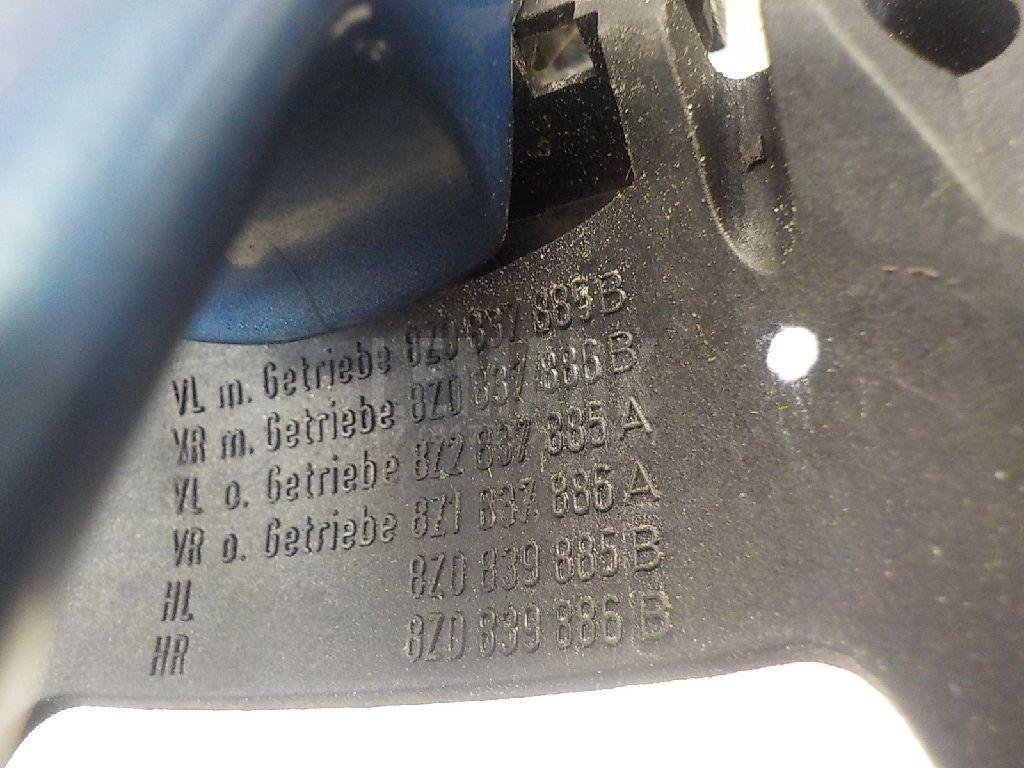 VL m. Getriebe 8Z0 837 885 B
VR m. Getriebe 8Z0 837 886 B
VL o. Getriebe 8Z2 837 885 A
VR o. Getriebe 8Z1 837 886 A
HL 8Z0 839 885 B
HR 8Z0 839 886 B